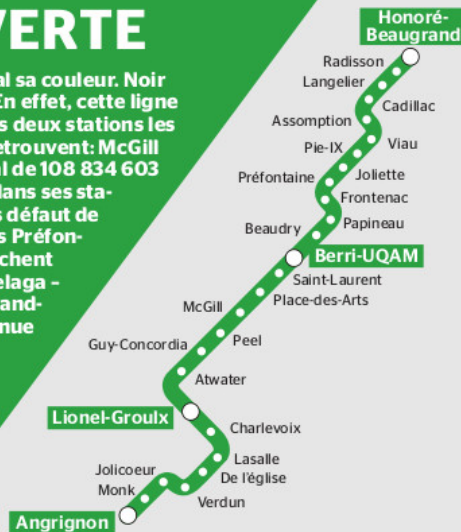 VERTE
al sa couleur. Noir
En effet, cette ligne
s deux stations les
etrouvent: McGill
al de 108 834 603
dans ses sta-
s défaut de
s Préfon-
chent
elaga –
and-
nue
Honoré-
Beaugrand
Radisson
Langelier
Cadillac
Assomption
Viau
Pie-IX
Joliette
Préfontaine
Frontenac
Papineau
Beaudry
Berri-UQAM
Saint-Laurent
Place-des-Arts
McGill
Peel
Guy-Concordia
Atwater
Lionel-Groulx
Charlevoix
Lasalle
De l'église
Jolicoeur
Monk
Verdun
Angrignon